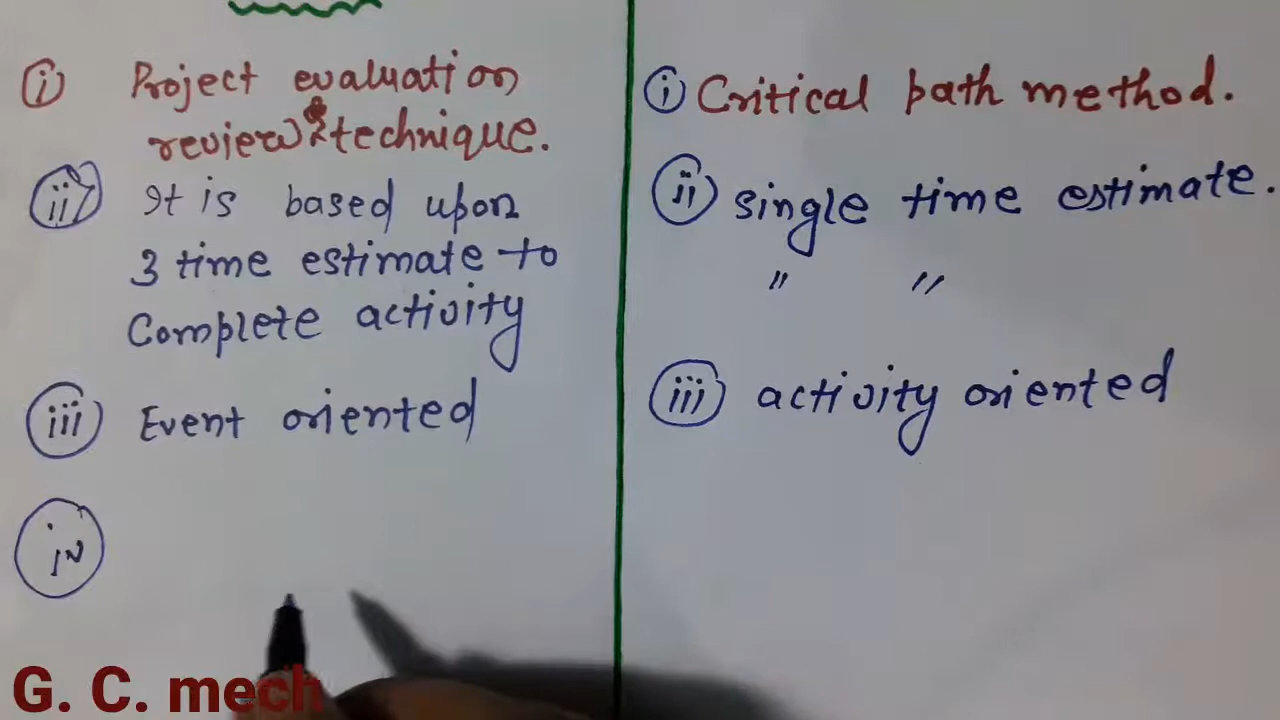 (i) Project evaluation
review & technique.
(ii) It is based upon
3 time estimate to
Complete activity
(iii) Event oriented
(iv)
(i) Critical path method.
(ii) single time estimate.
" "
(iii) activity oriented
G. C. mech